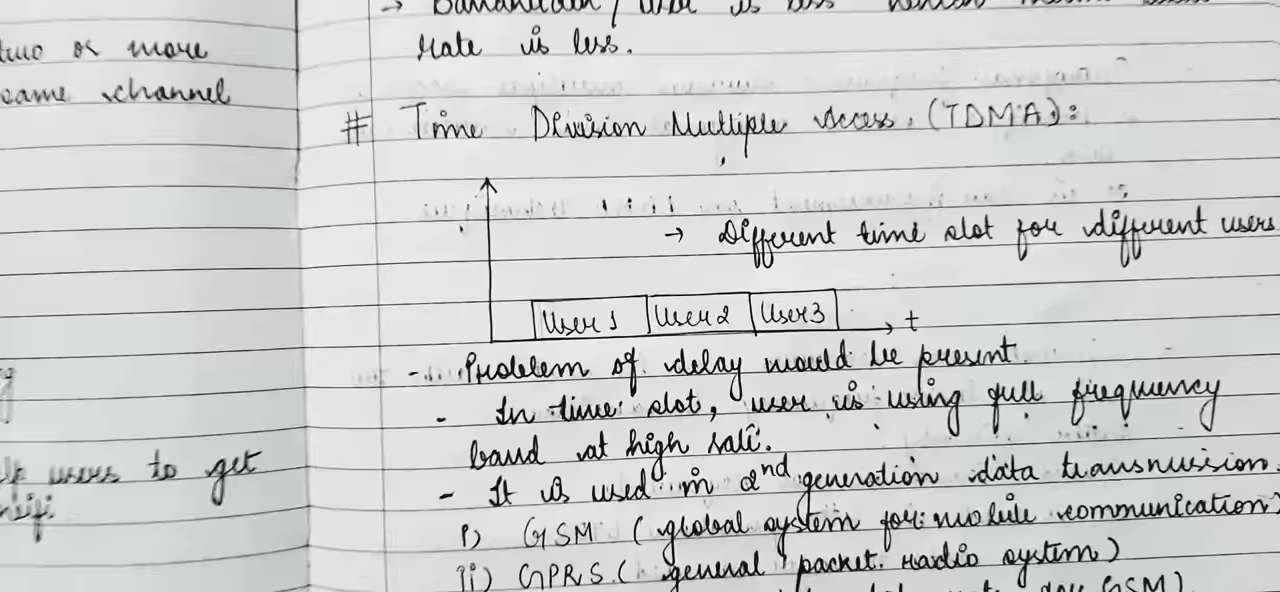 two or more
same channel
users to get
rate is less.
# Time Division Multiple Access. (TDMA):
→ Different time slot for different users
User 1 User 2 User 3 → t
- Problem of delay would be present.
- In time slot, user is using full frequency
band at high rate.
- It is used in 2nd generation data transmission.
i) GSM (global system for mobile communication)
ii) GPRS. (general packet radio system)
GSM)